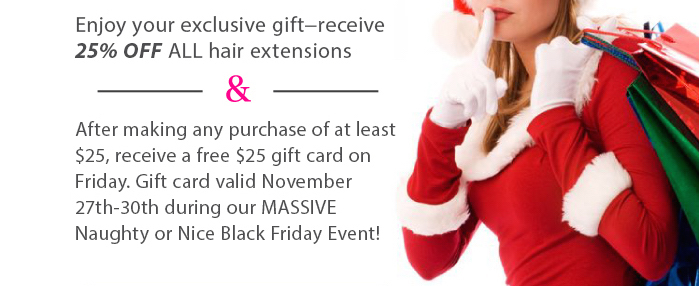 Enjoy your exclusive gift–receive
25% OFF ALL hair extensions
&
After making any purchase of at least
$25, receive a free $25 gift card on
Friday. Gift card valid November
27th-30th during our MASSIVE
Naughty or Nice Black Friday Event!